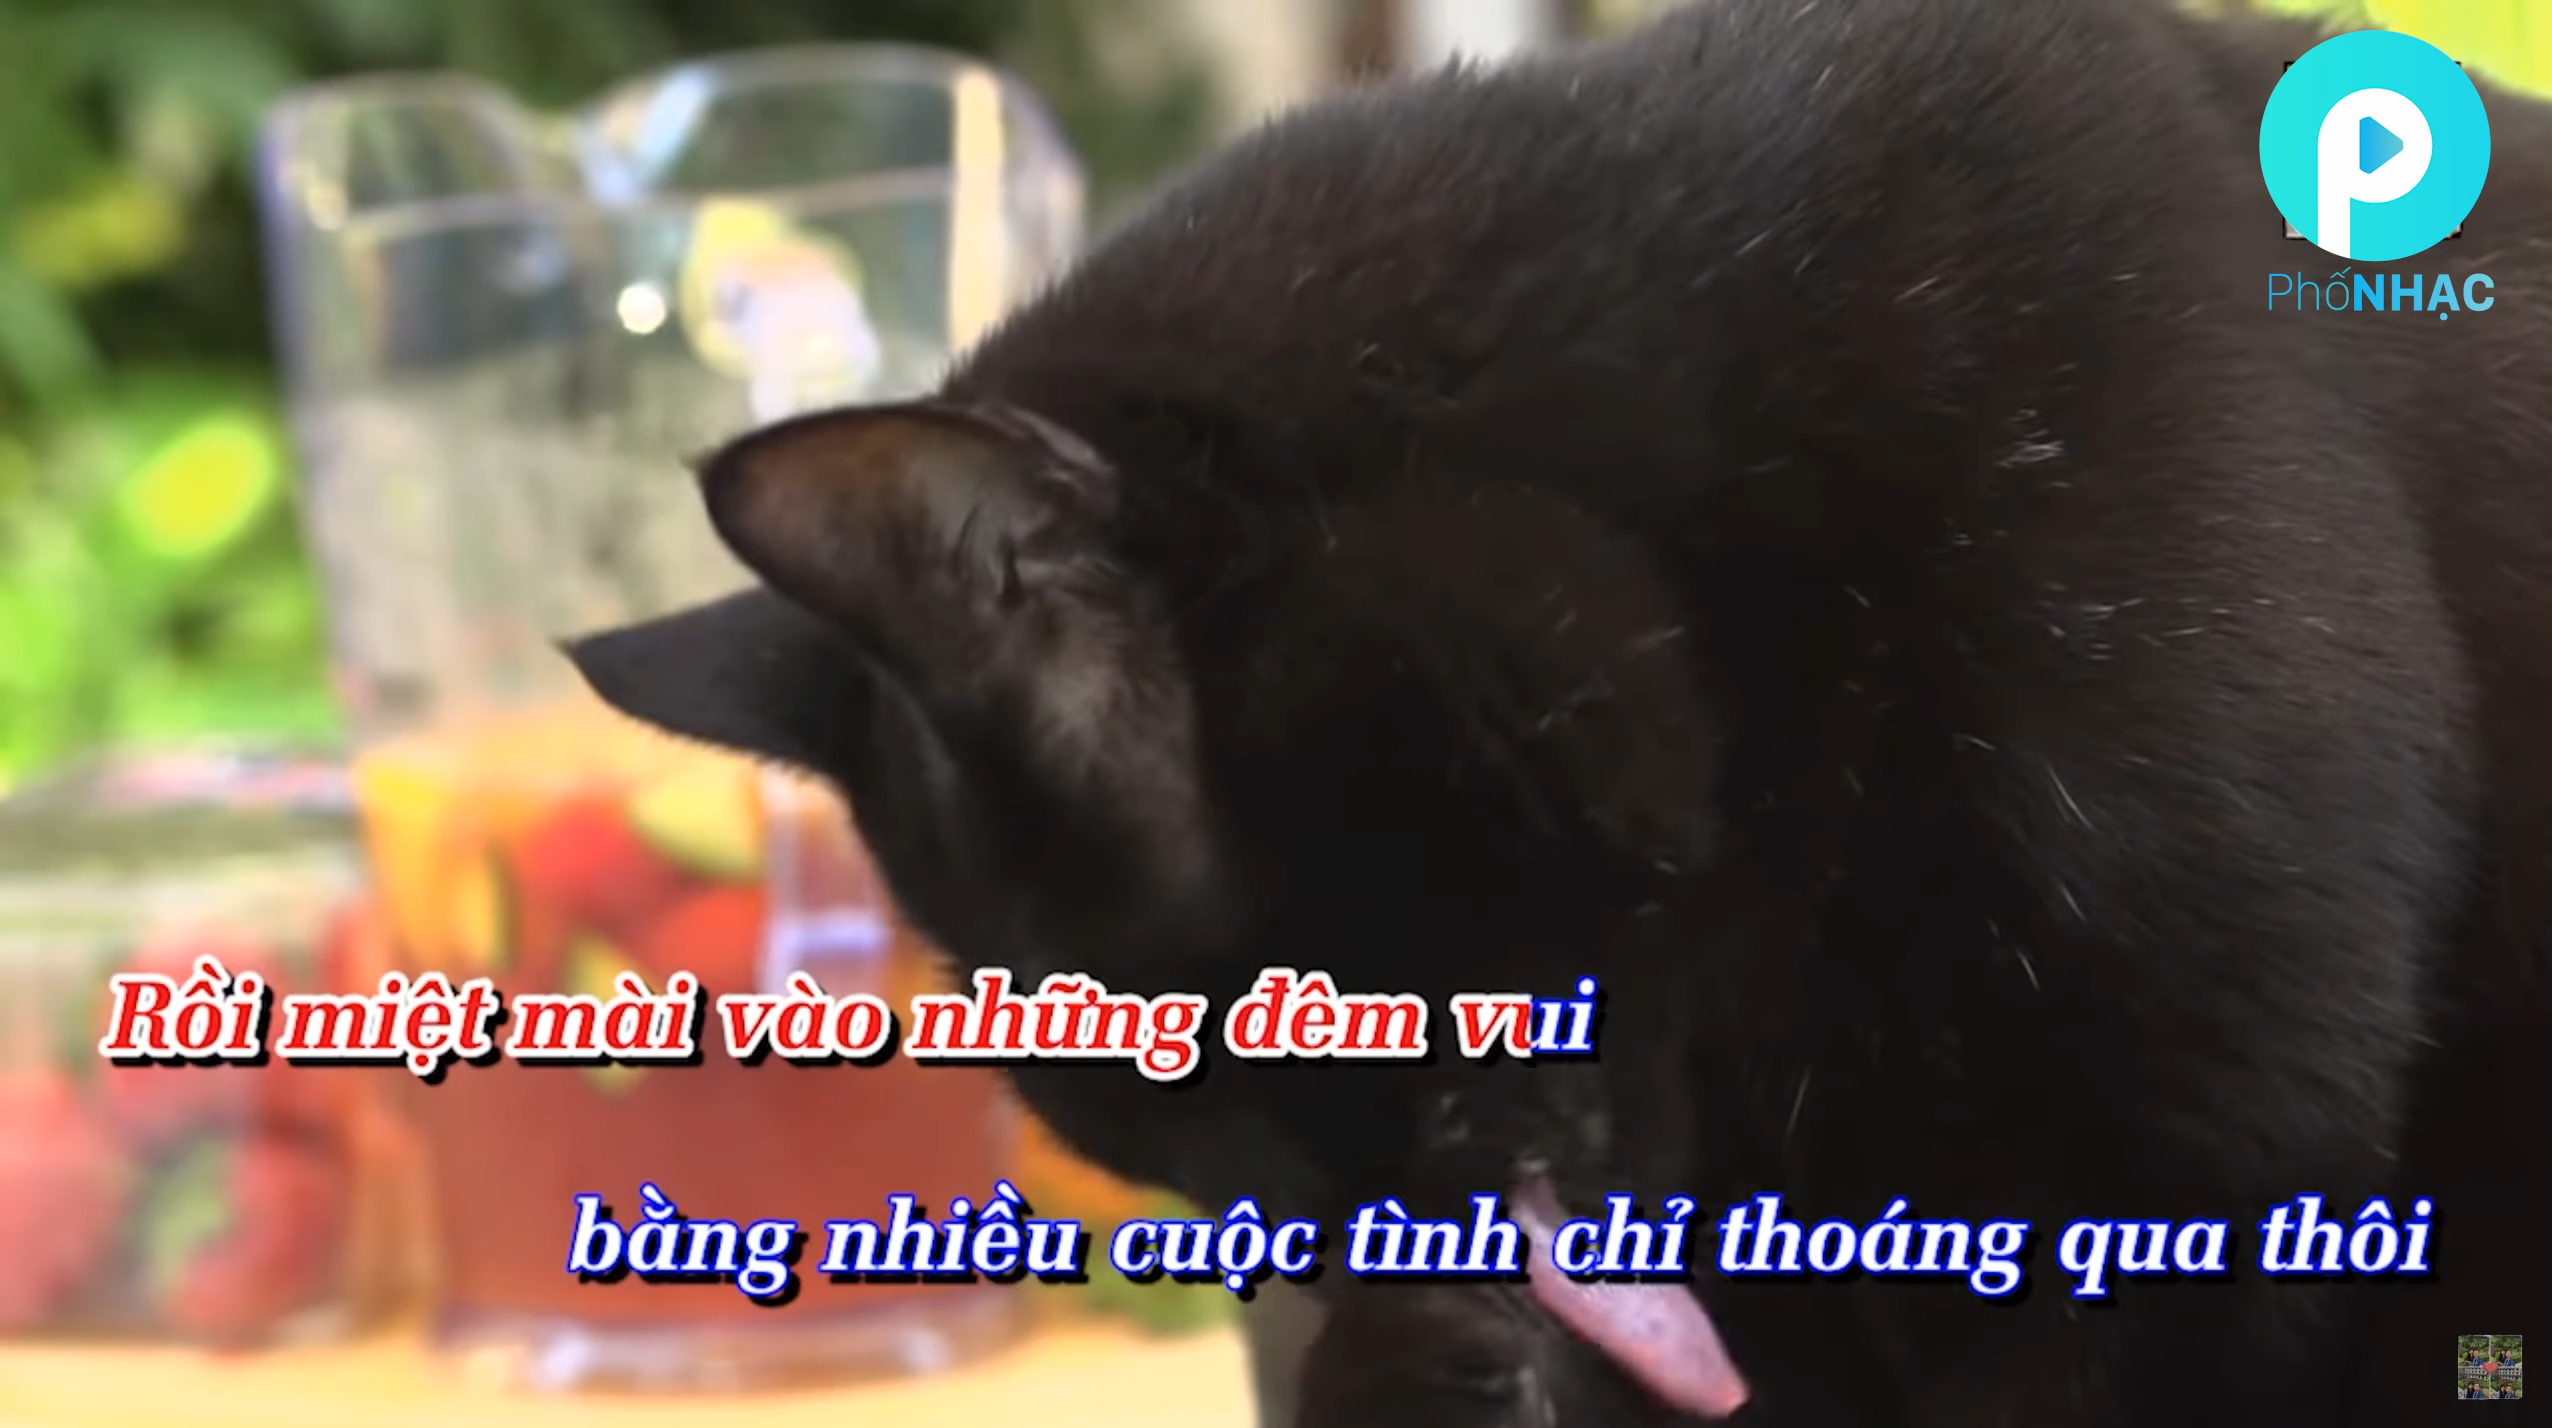 PhốNHẠC
Rồi miệt mài vào những đêm vui
bằng nhiều cuộc tình chỉ thoáng qua thôi